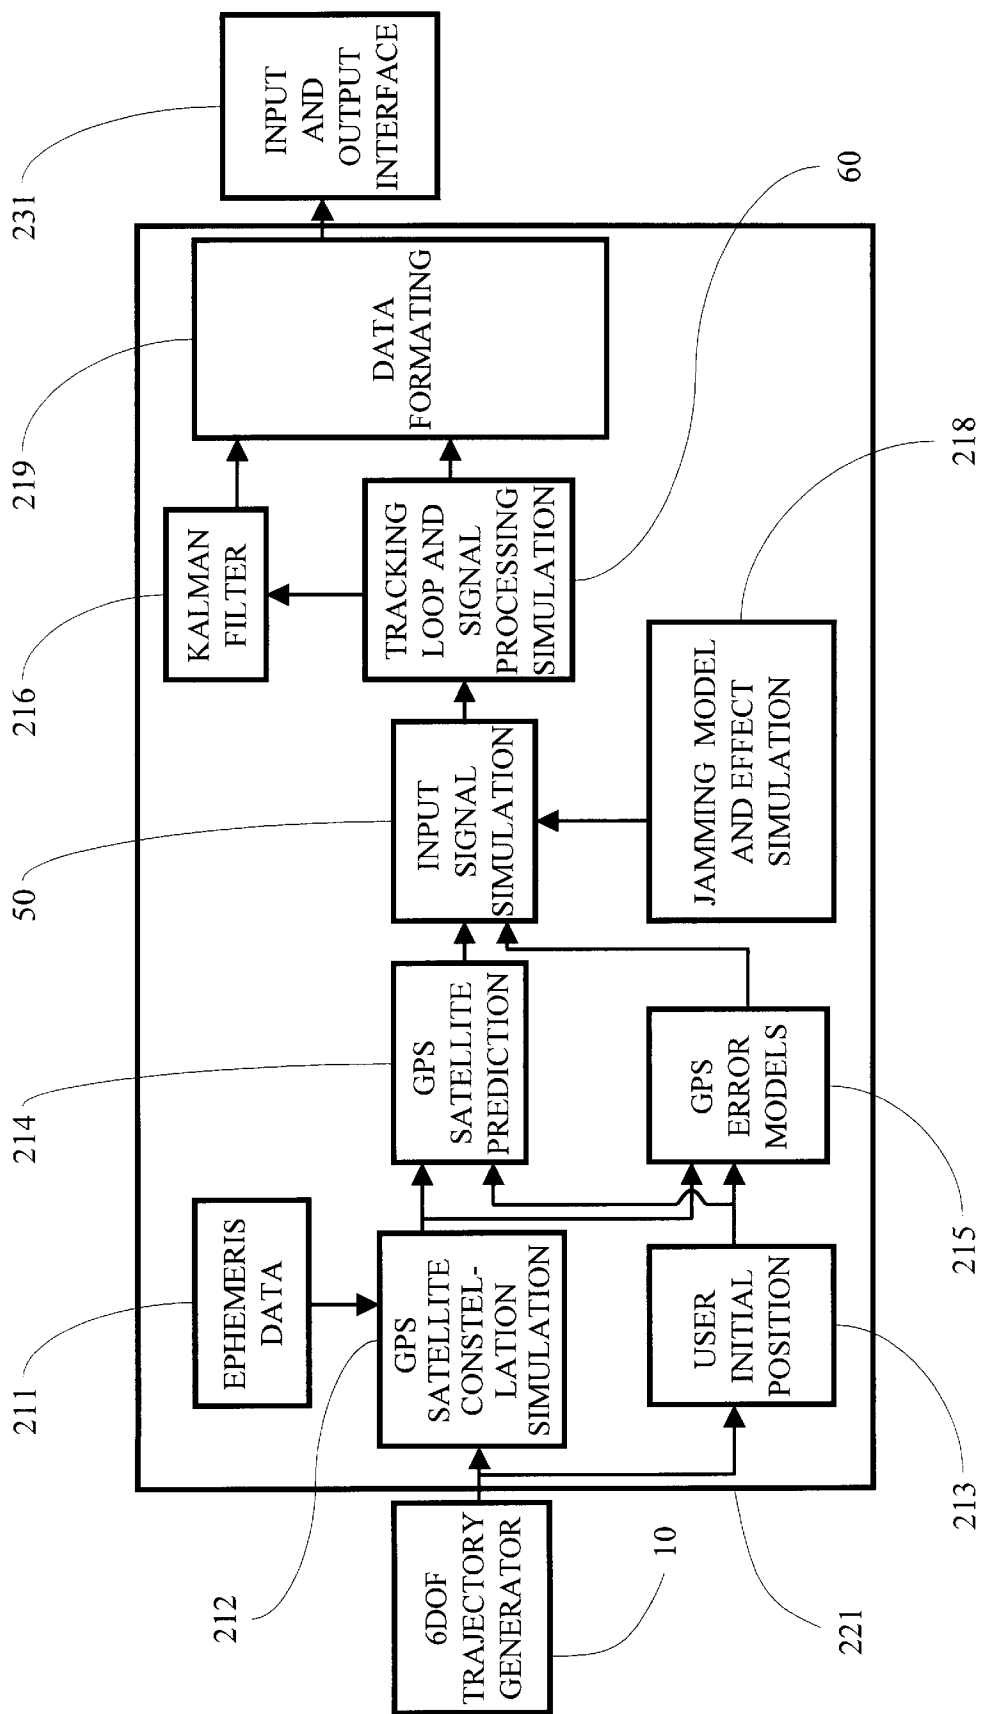 231
INPUT
AND
OUTPUT
INTERFACE
219
DATA
FORMATING
60
216
KALMAN
FILTER
TRACKING
LOOP AND
SIGNAL
PROCESSING
SIMULATION
218
50
INPUT
SIGNAL
SIMULATION
JAMMING MODEL
AND EFFECT
SIMULATION
214
GPS
SATELLITE
PREDICTION
GPS
ERROR
MODELS
215
211
EPHEMERIS
DATA
212
GPS
SATELLITE
CONSTEL-
LATION
SIMULATION
USER
INITIAL
POSITION
213
6DOF
TRAJECTORY
GENERATOR
10
221